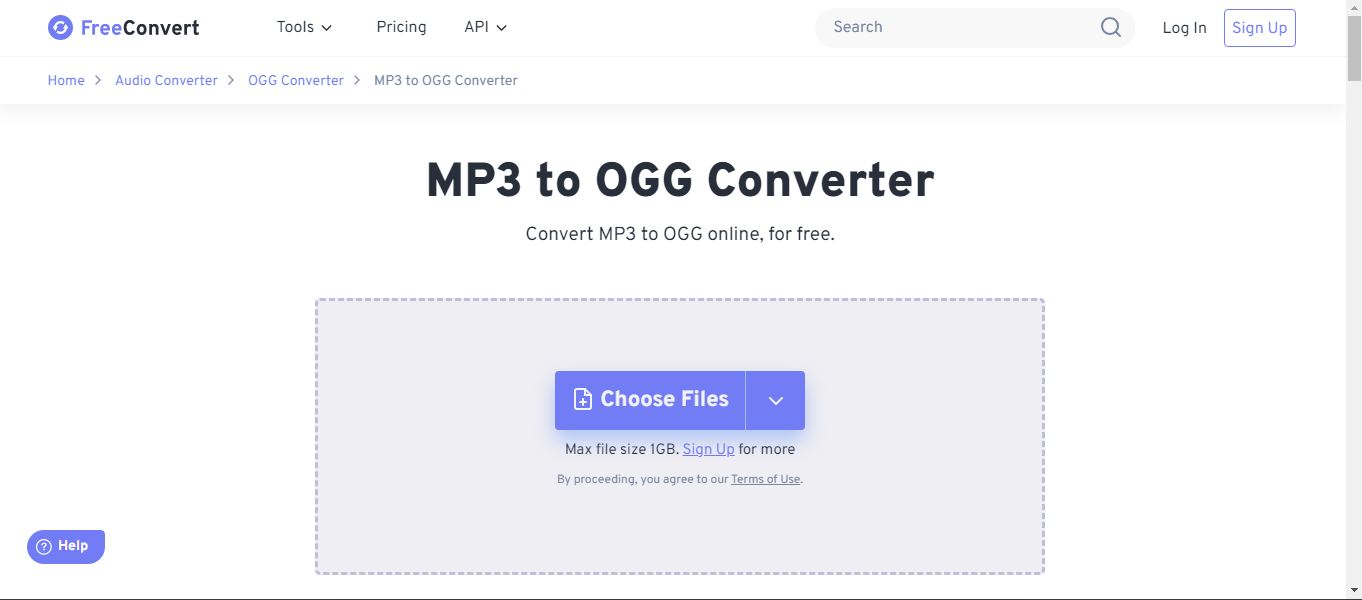 FreeConvert Tools Pricing API Search Log In Sign Up
Home Audio Converter OGG Converter MP3 to OGG Converter
MP3 to OGG Converter
Convert MP3 to OGG online, for free.
Choose Files
Max file size 1GB. Sign Up for more
By proceeding, you agree to our Terms of Use.
Help